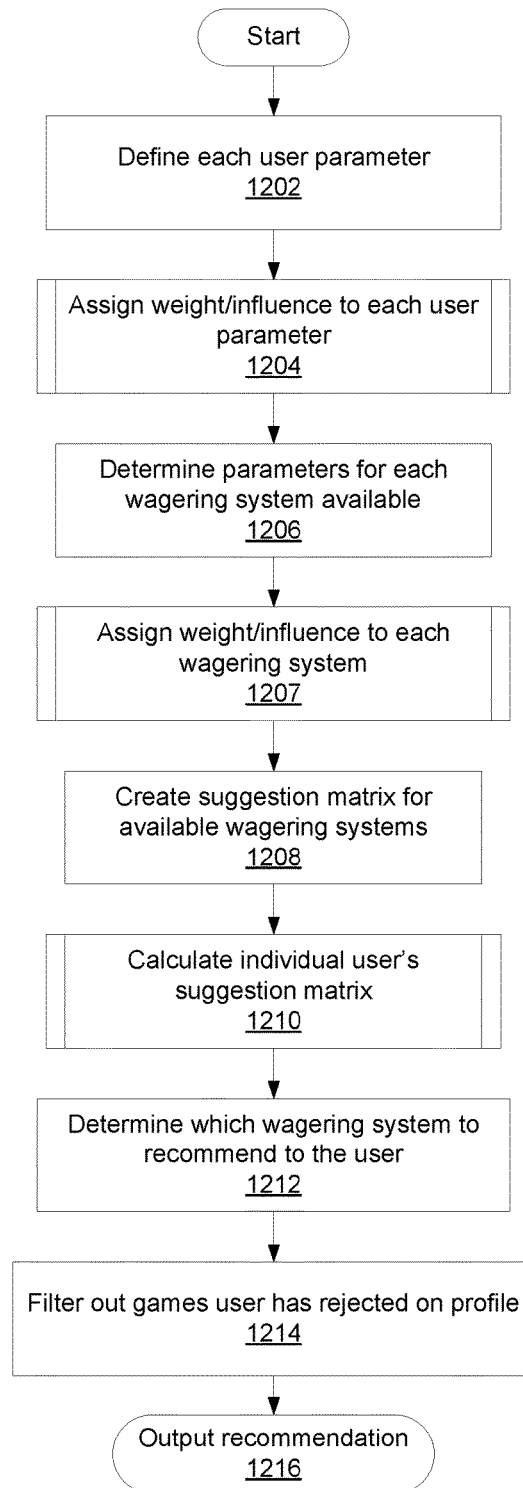 Start
Define each user parameter
1202
Assign weight/influence to each user
parameter
1204
Determine parameters for each
wagering system available
1206
Assign weight/influence to each
wagering system
1207
Create suggestion matrix for
available wagering systems
1208
Calculate individual user's
suggestion matrix
1210
Determine which wagering system to
recommend to the user
1212
Filter out games user has rejected on profile
1214
Output recommendation
1216